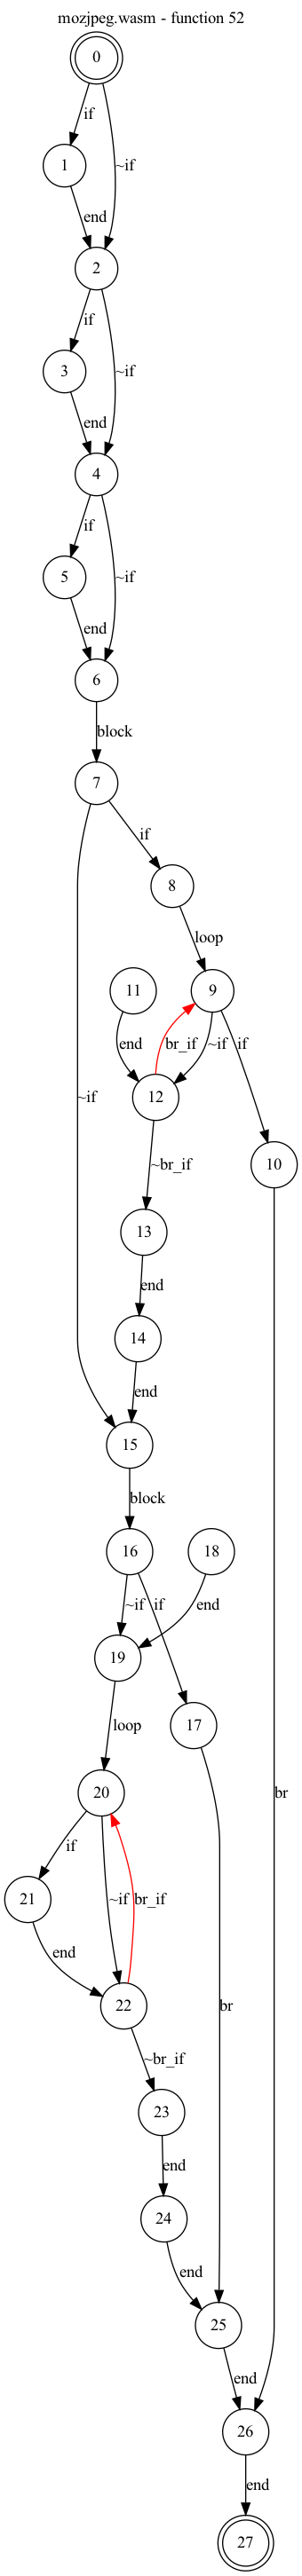 mozjpeg.wasm - function 52
0
if
1
~if
end
2
if
3
~if
end
4
if
5
~if
end
6
block
7
if
8
loop
11
9
end
br_if
~if
if
~if
12
10
~br_if
13
end
14
end
15
block
16
18
~if
if
end
19
17
loop
br
20
if
~if
br_if
21
end
22
br
~br_if
23
end
24
end
25
end
26
end
27